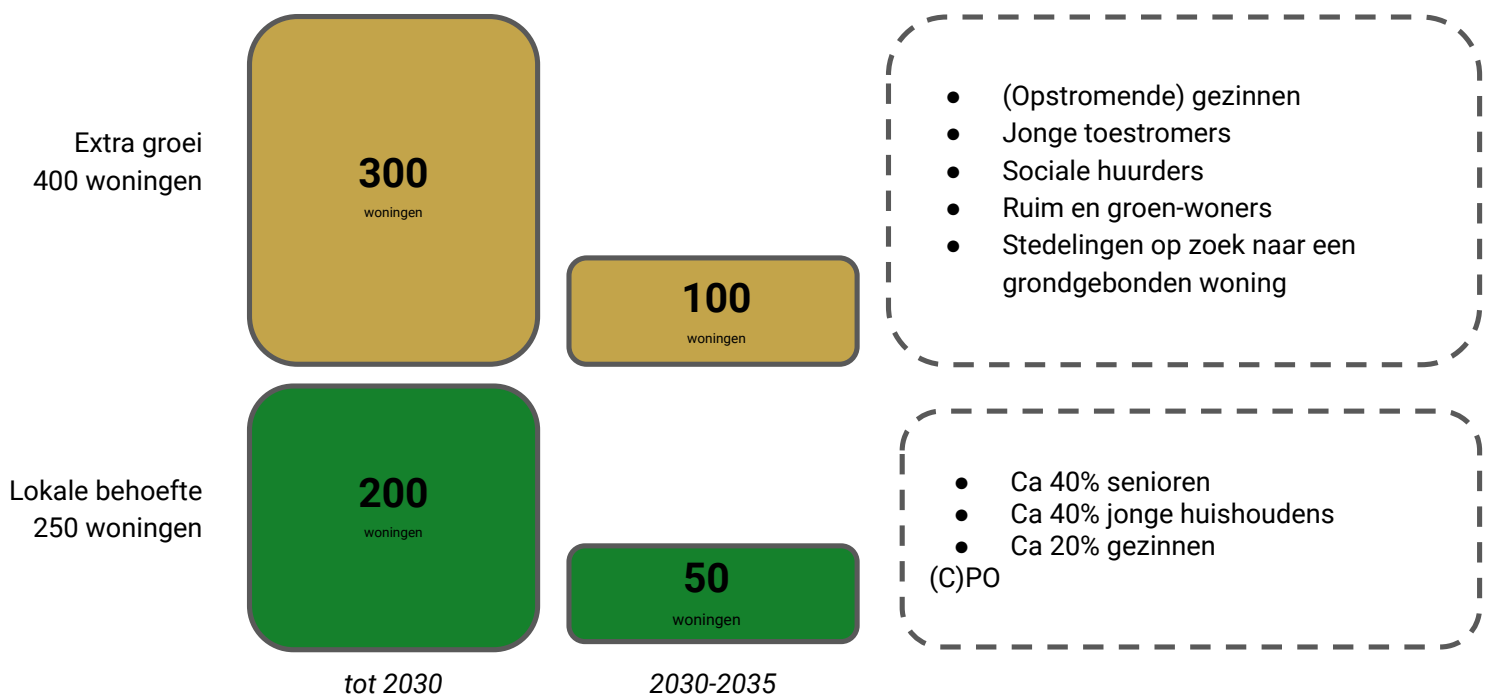 Extra groei
400 woningen
300
woningen
100
woningen
● (Opstromende) gezinnen
● Jonge toestromers
● Sociale huurders
● Ruim en groen-woners
● Stedelingen op zoek naar een
grondgebonden woning
Lokale behoefte
250 woningen
200
woningen
50
woningen
● Ca 40% senioren
● Ca 40% jonge huishoudens
● Ca 20% gezinnen
(C)PO
tot 2030
2030-2035